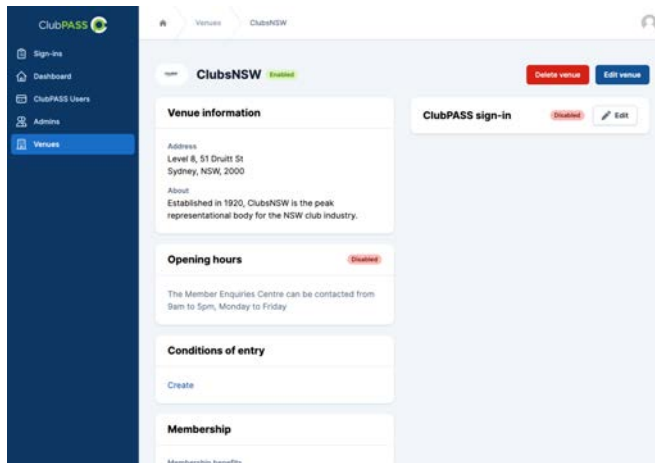 ClubPASS
Sign-ins
Dashboard
ClubPASS Users
Admins
Venues
Venues
ClubsNSW
ClubsNSW
Enabled
Delete venue
Edit venue
Venue information
Address
Level 8, 51 Druitt St
Sydney, NSW, 2000
About
Established in 1920, ClubsNSW is the peak
representational body for the NSW club industry.
Opening hours
Disabled
The Member Enquiries Centre can be contacted from
9am to 5pm, Monday to Friday
Conditions of entry
Create
Membership
Membership benefits
ClubPASS sign-in
Disabled
Edit